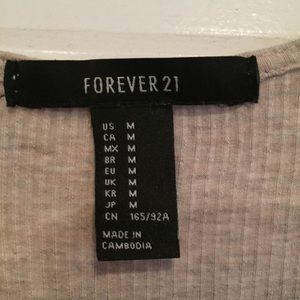 FOREVER 21
US M
CA M
MX M
BR M
EU M
UK M
KR M
JP M
CN 165/92A
MADE IN
CAMBODIA